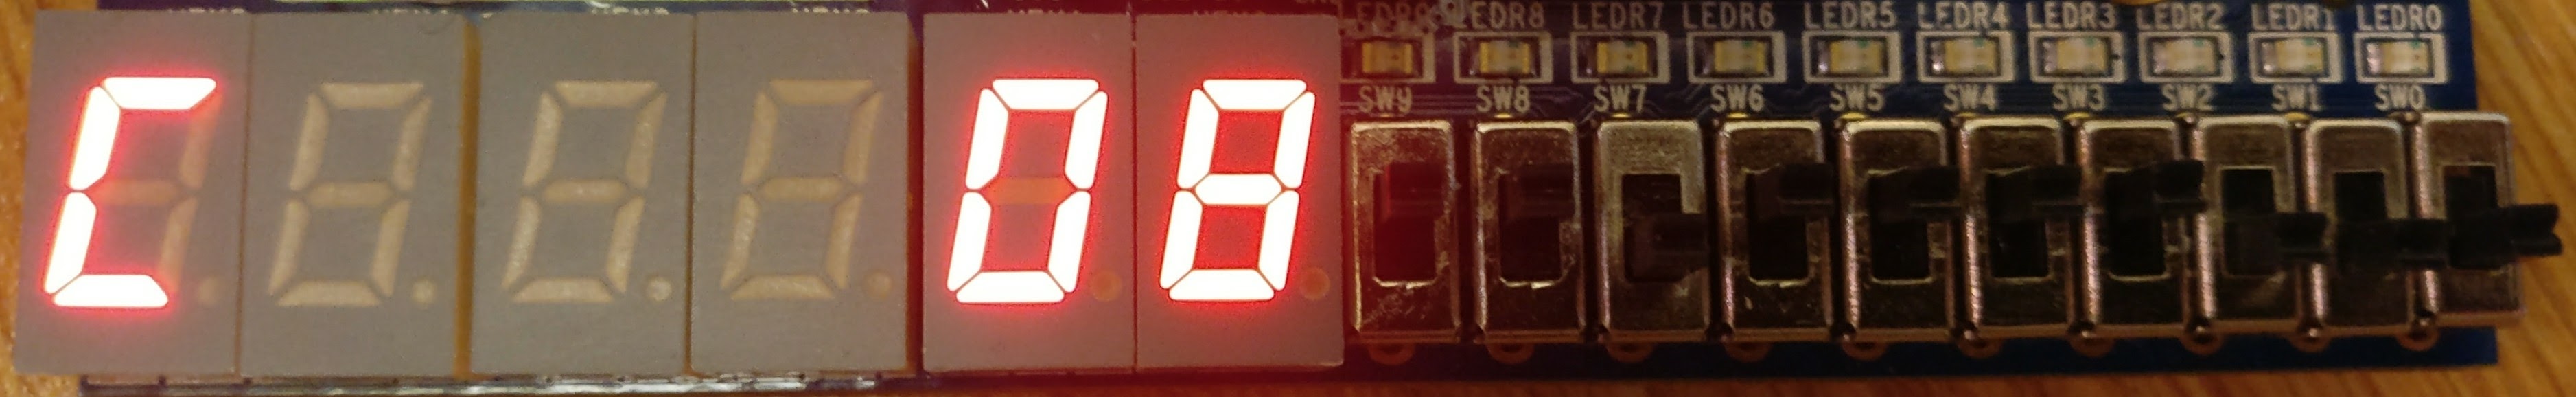 LEDR9 LEDR8 LEDR7 LEDR6 LEDR5 LEDR4 LEDR3 LEDR2 LEDR1 LEDR0
SW9 SW8 SW7 SW6 SW5 SW4 SW3 SW2 SW1 SW0
C 08